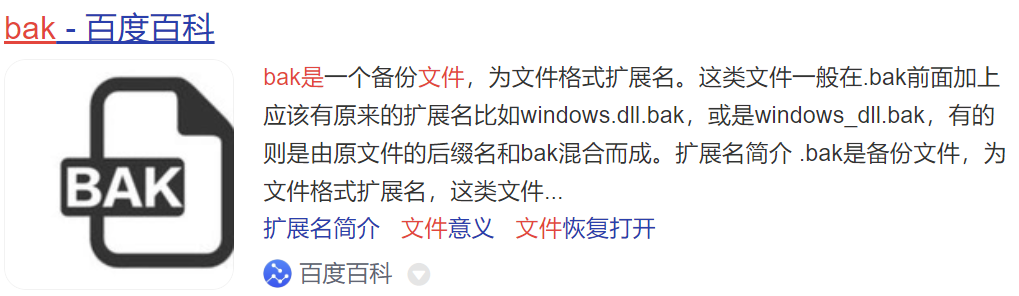 bak - 百度百科
BAK
bak是一个备份文件，为文件格式扩展名。这类文件一般在.bak前面加上
应该有原来的扩展名比如windows.dll.bak，或是windows_dll.bak，有的
则是由原文件的后缀名和bak混合而成。扩展名简介 .bak是备份文件，为
文件格式扩展名，这类文件...
扩展名简介 文件意义 文件恢复打开
百度百科